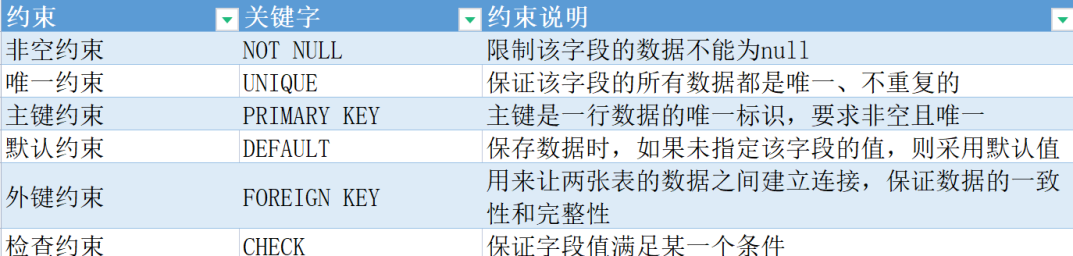 约束 关键字 约束说明
非空约束 NOT NULL 限制该字段的数据不能为null
唯一约束 UNIQUE 保证该字段的所有数据都是唯一、不重复的
主键约束 PRIMARY KEY 主键是一行数据的唯一标识，要求非空且唯一
默认约束 DEFAULT 保存数据时，如果未指定该字段的值，则采用默认值
外键约束 FOREIGN KEY 用来让两张表的数据之间建立连接，保证数据的一致
性和完整性
检查约束 CHECK 保证字段值满足某一个条件